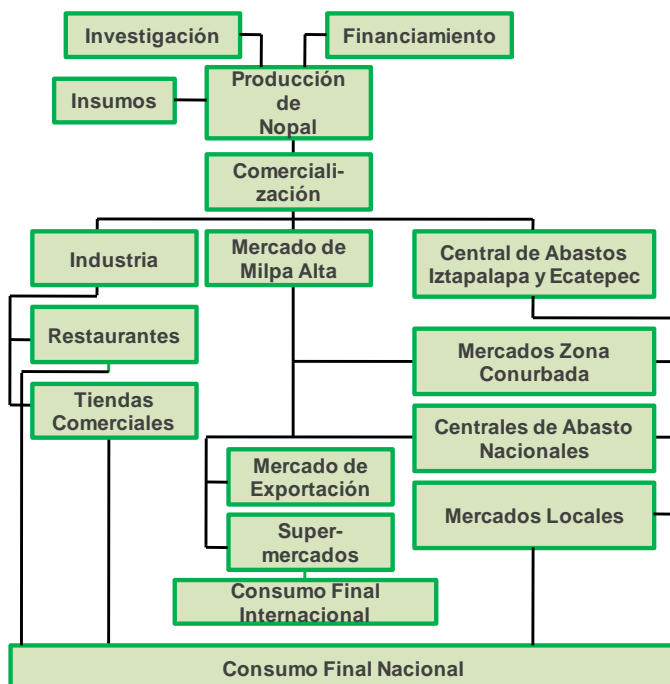 Investigación
Financiamiento
Insumos
Producción
de
Nopal
Comerciali-
zación
Industria
Mercado de
Milpa Alta
Central de Abastos
Iztapalapa y Ecatepec
Restaurantes
Mercados Zona
Conurbada
Tiendas
Comerciales
Centrales de Abasto
Nacionales
Mercado de
Exportación
Mercados Locales
Super-
mercados
Consumo Final
Internacional
Consumo Final Nacional